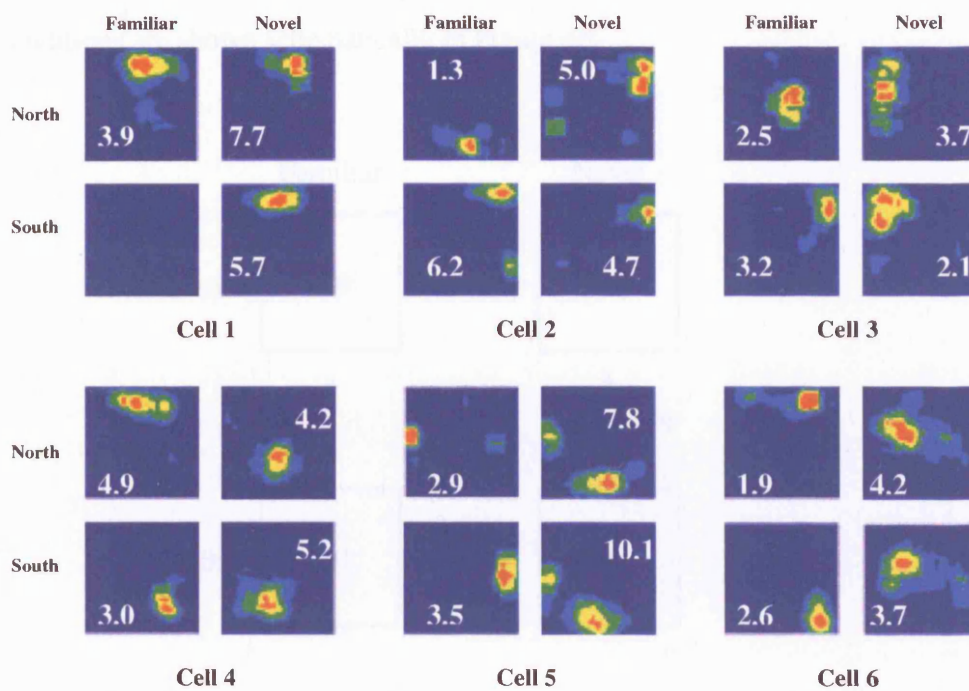 Familiar Novel Familiar Novel Familiar Novel
North 3.9 7.7 1.3 5.0 2.5 3.7
South 5.7 6.2 4.7 3.2 2.1
Cell 1 Cell 2 Cell 3
North 4.9 4.2 2.9 7.8 1.9 4.2
South 3.0 5.2 3.5 10.1 2.6 3.7
Cell 4 Cell 5 Cell 6